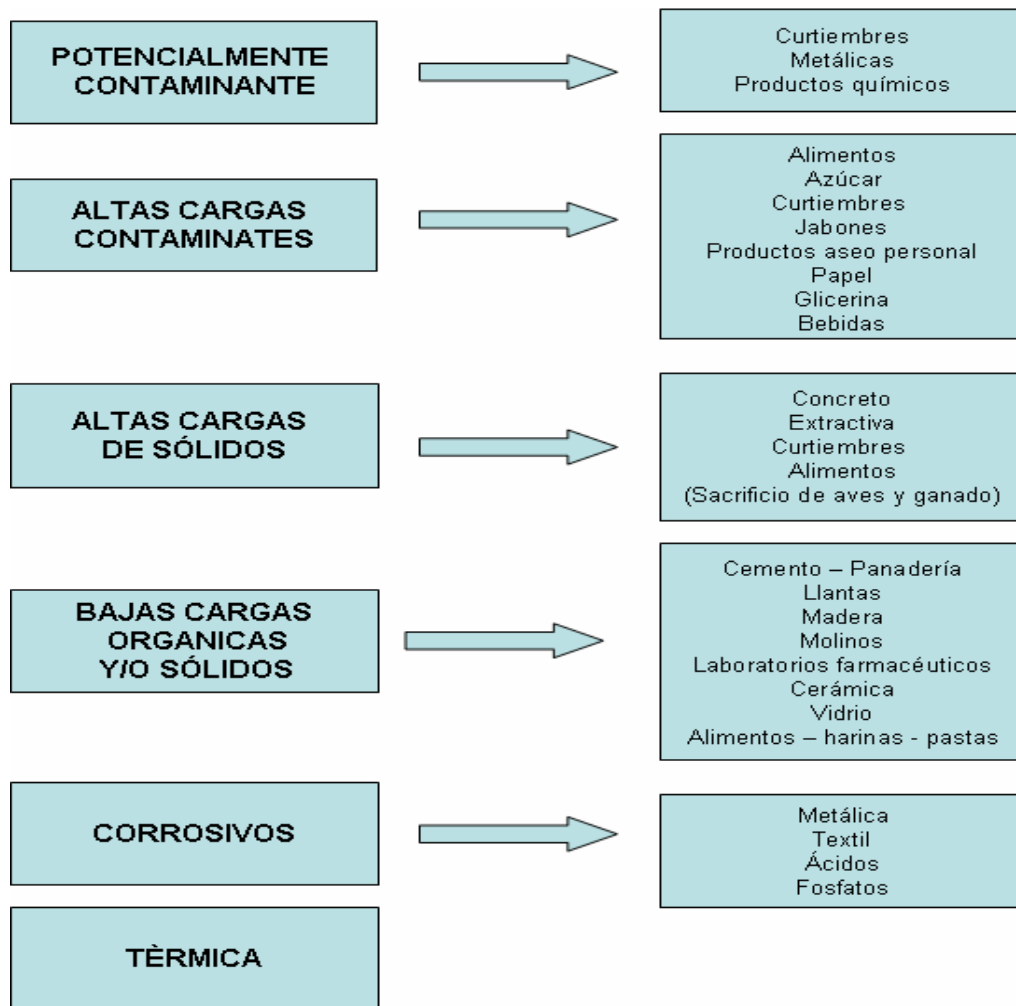 POTENCIALMENTE
CONTAMINANTE
Curtiembres
Metálicas
Productos químicos
ALTAS CARGAS
CONTAMINATES
Alimentos
Azúcar
Curtiembres
Jabones
Productos aseo personal
Papel
Glicerina
Bebidas
ALTAS CARGAS
DE SÓLIDOS
Concreto
Extractiva
Curtiembres
Alimentos
(Sacrificio de aves y ganado)
BAJAS CARGAS
ORGANICAS
Y/O SÓLIDOS
Cemento – Panadería
Llantas
Madera
Molinos
Laboratorios farmacéuticos
Cerámica
Vidrio
Alimentos – harinas - pastas
CORROSIVOS
Metálica
Textil
Ácidos
Fosfatos
TÈRMICA